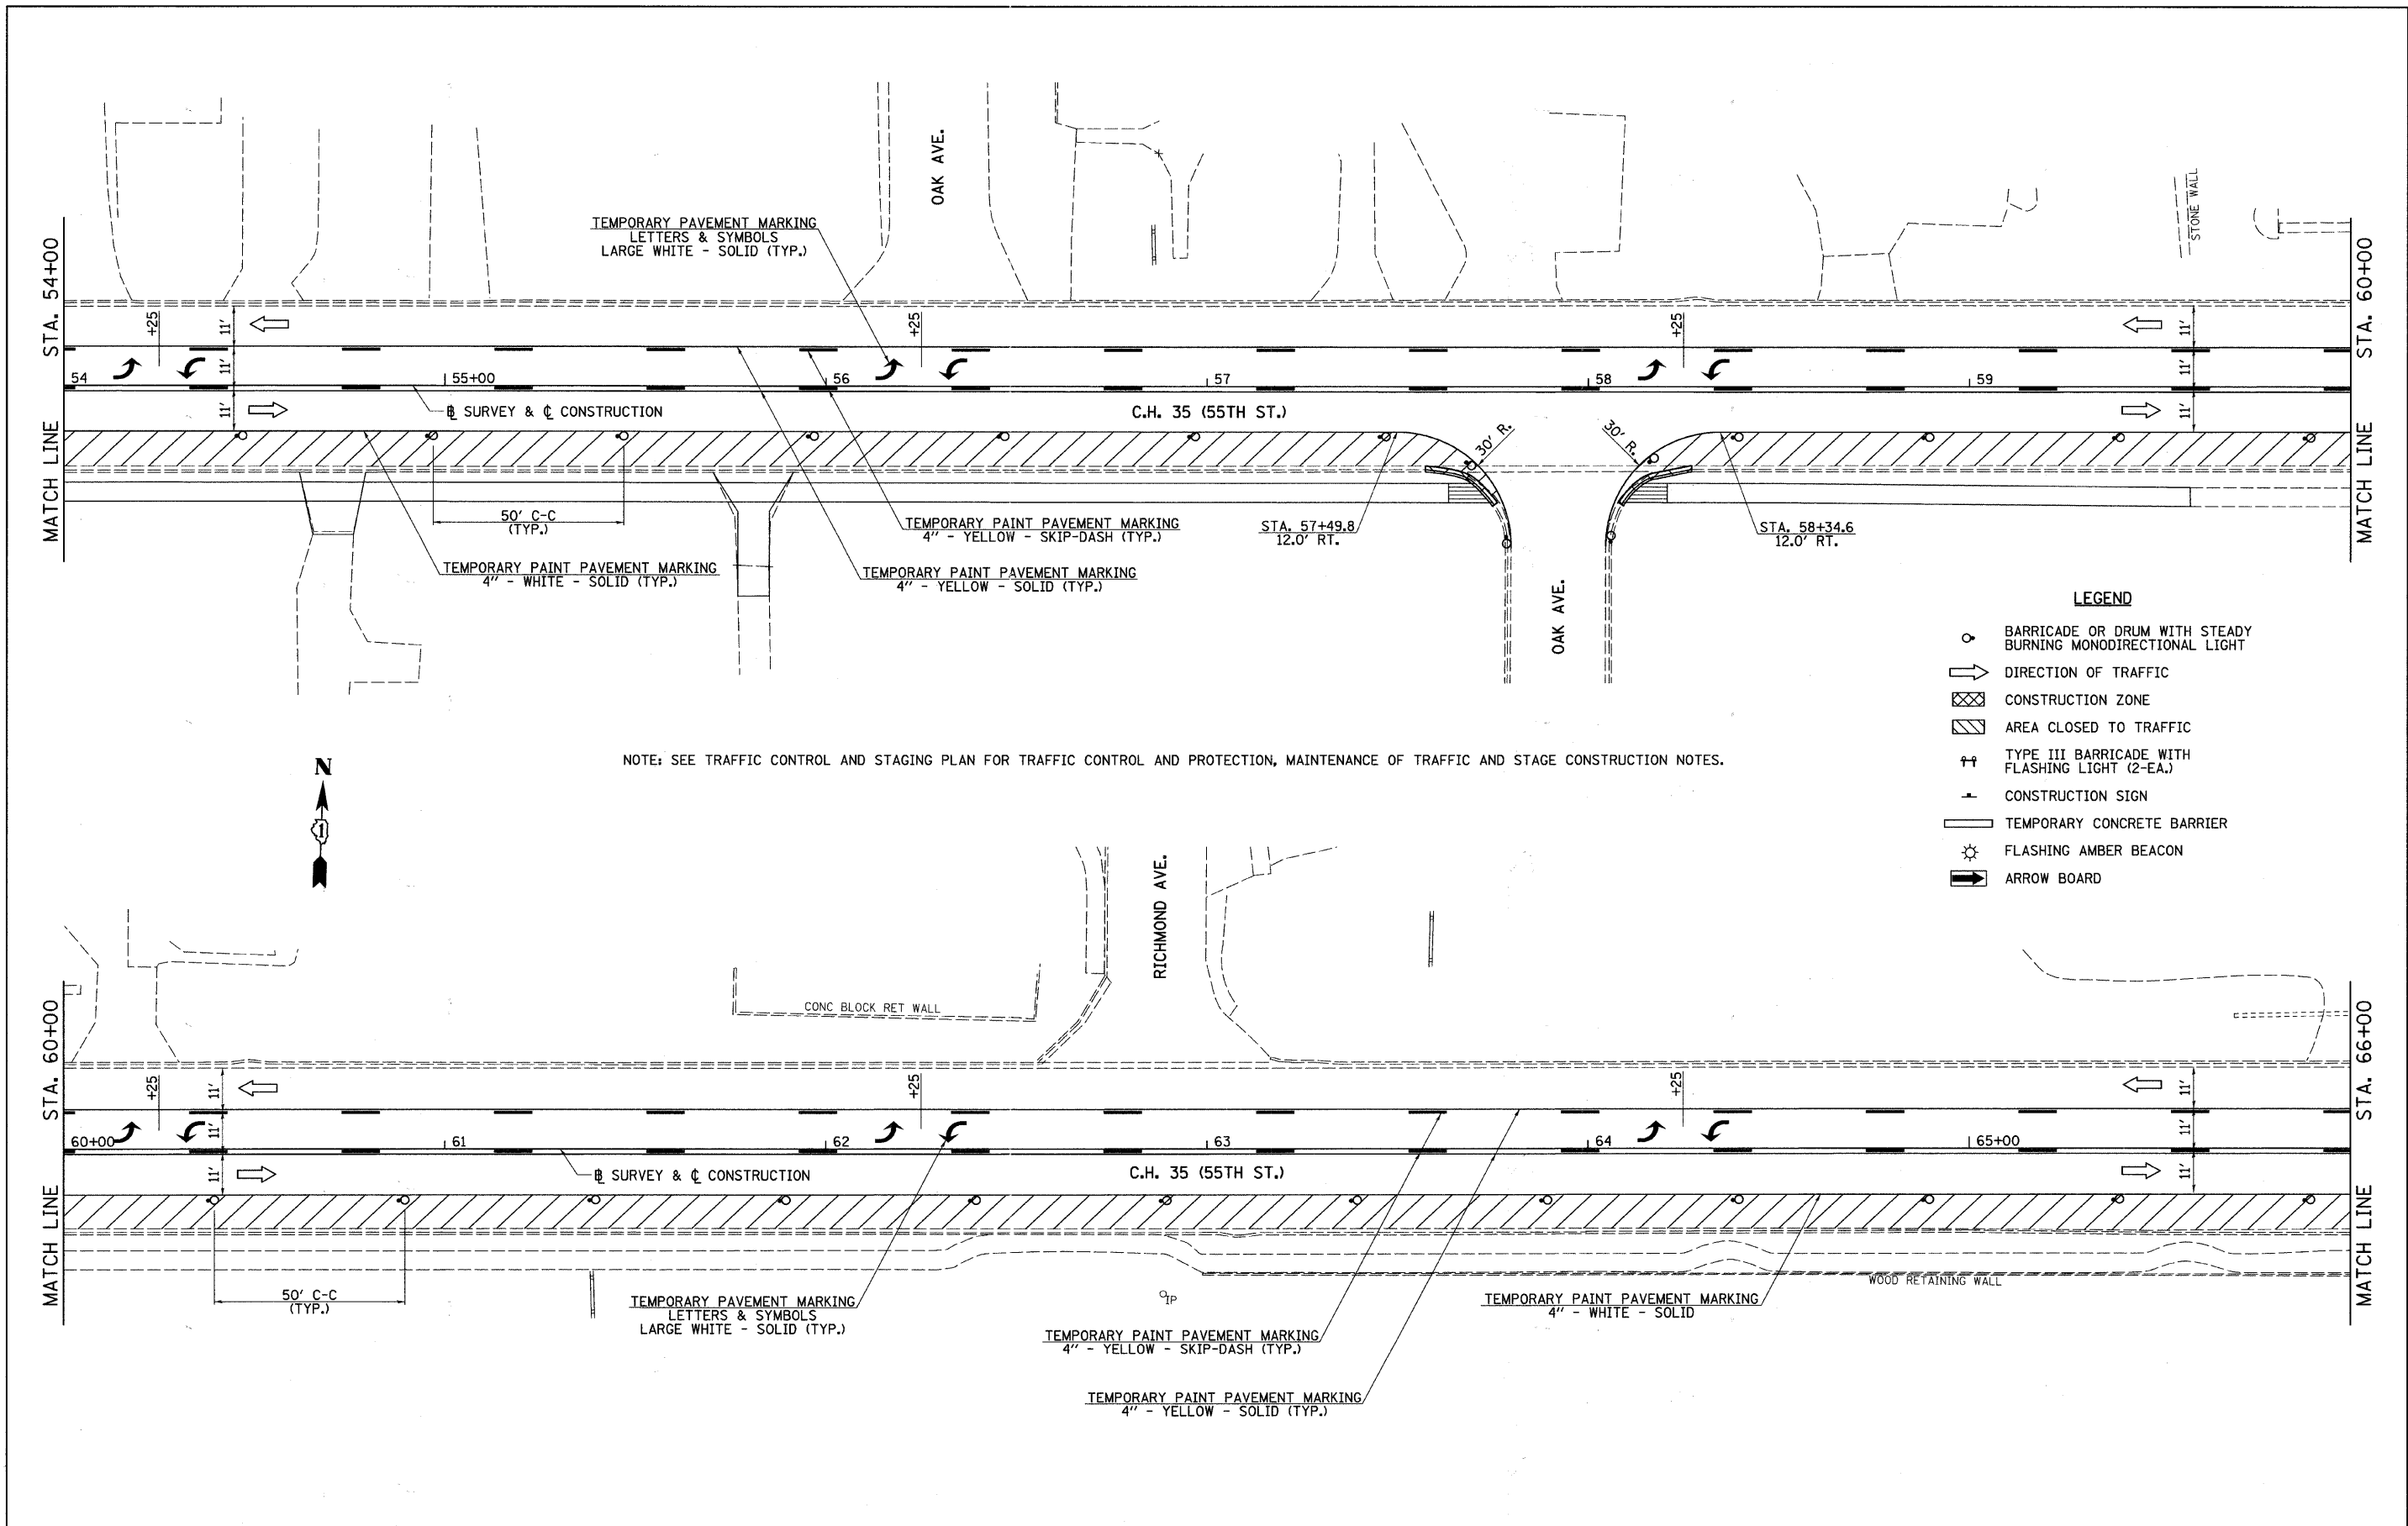 OAK AVE.
STONE WALL
TEMPORARY PAVEMENT MARKING
LETTERS & SYMBOLS
LARGE WHITE - SOLID (TYP.)
MATCH LINE STA. 54+00
MATCH LINE STA. 60+00
+25
+25
+25
11'
11'
11'
11'
11'
11'
54
55+00
56
57
58
59
℄ SURVEY & ℄ CONSTRUCTION
C.H. 35 (55TH ST.)
30' R.
30' R.
50' C-C
(TYP.)
TEMPORARY PAINT PAVEMENT MARKING
4" - YELLOW - SKIP-DASH (TYP.)
STA. 57+49.8
12.0' RT.
STA. 58+34.6
12.0' RT.
TEMPORARY PAINT PAVEMENT MARKING
4" - WHITE - SOLID (TYP.)
TEMPORARY PAINT PAVEMENT MARKING
4" - YELLOW - SOLID (TYP.)
OAK AVE.
LEGEND
BARRICADE OR DRUM WITH STEADY
BURNING MONODIRECTIONAL LIGHT
DIRECTION OF TRAFFIC
CONSTRUCTION ZONE
AREA CLOSED TO TRAFFIC
TYPE III BARRICADE WITH
FLASHING LIGHT (2-EA.)
CONSTRUCTION SIGN
TEMPORARY CONCRETE BARRIER
FLASHING AMBER BEACON
ARROW BOARD
NOTE: SEE TRAFFIC CONTROL AND STAGING PLAN FOR TRAFFIC CONTROL AND PROTECTION, MAINTENANCE OF TRAFFIC AND STAGE CONSTRUCTION NOTES.
N
1
RICHMOND AVE.
CONC BLOCK RET WALL
MATCH LINE STA. 60+00
MATCH LINE STA. 66+00
+25
+25
+25
11'
11'
11'
11'
11'
11'
60+00
61
62
63
64
65+00
℄ SURVEY & ℄ CONSTRUCTION
C.H. 35 (55TH ST.)
WOOD RETAINING WALL
50' C-C
(TYP.)
IP
TEMPORARY PAVEMENT MARKING
LETTERS & SYMBOLS
LARGE WHITE - SOLID (TYP.)
TEMPORARY PAINT PAVEMENT MARKING
4" - WHITE - SOLID
TEMPORARY PAINT PAVEMENT MARKING
4" - YELLOW - SKIP-DASH (TYP.)
TEMPORARY PAINT PAVEMENT MARKING
4" - YELLOW - SOLID (TYP.)